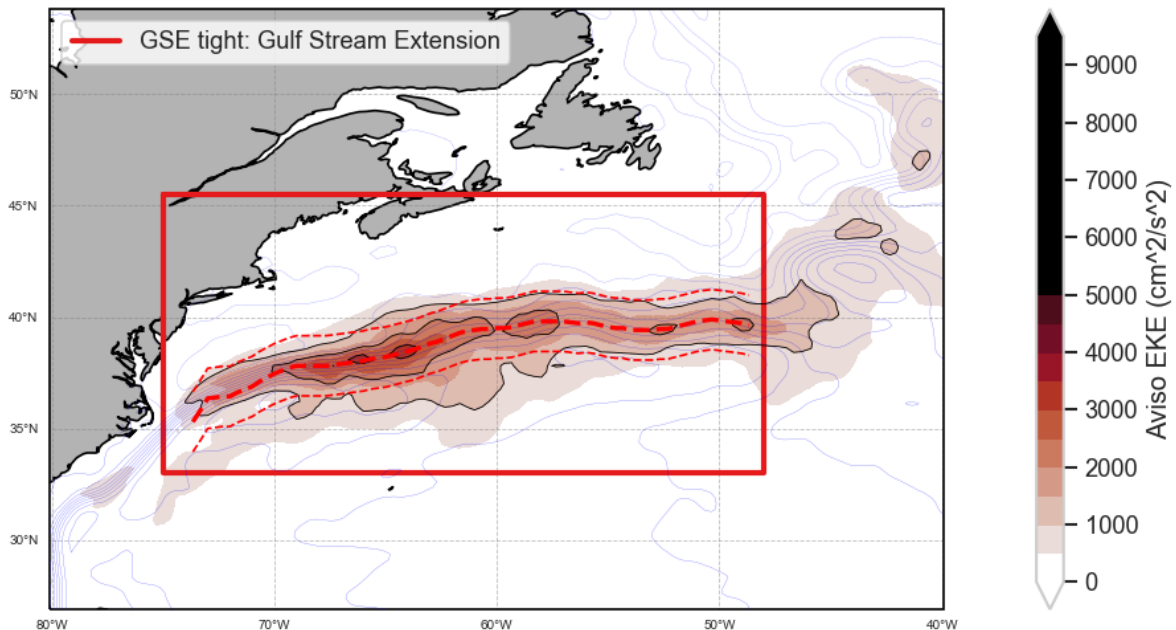 GSE tight: Gulf Stream Extension
50°N
45°N
40°N
35°N
30°N
80°W
70°W
60°W
50°W
40°W
9000
8000
7000
6000
5000
4000
3000
2000
1000
0
Aviso EKE (cm^2/s^2)